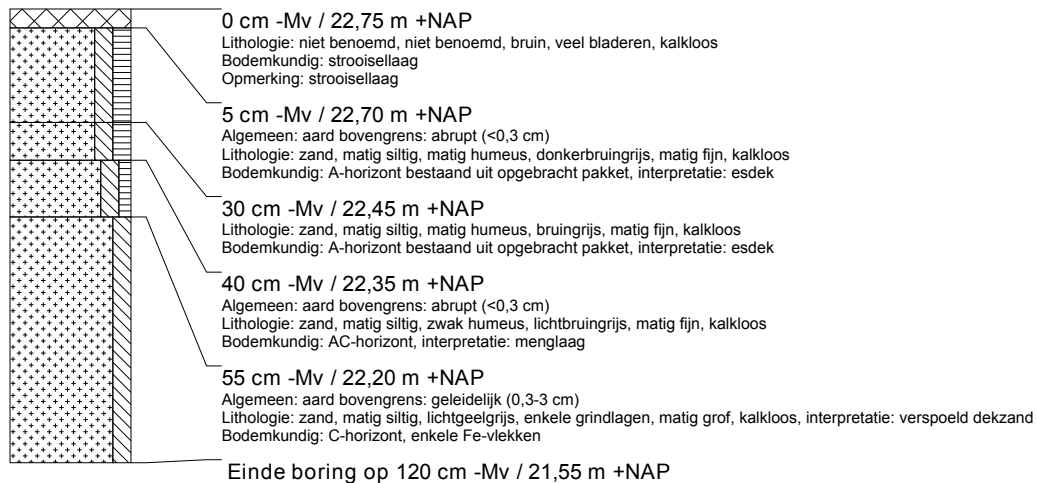 0 cm -Mv / 22,75 m +NAP
Lithologie: niet benoemd, niet benoemd, bruin, veel bladeren, kalkloos
Bodemkundig: strooisellaag
Opmerking: strooisellaag
5 cm -Mv / 22,70 m +NAP
Algemeen: aard bovengrens: abrupt (<0,3 cm)
Lithologie: zand, matig siltig, matig humeus, donkerbruingrijs, matig fijn, kalkloos
Bodemkundig: A-horizont bestaand uit opgebracht pakket, interpretatie: esdek
30 cm -Mv / 22,45 m +NAP
Lithologie: zand, matig siltig, matig humeus, bruingrijs, matig fijn, kalkloos
Bodemkundig: A-horizont bestaand uit opgebracht pakket, interpretatie: esdek
40 cm -Mv / 22,35 m +NAP
Algemeen: aard bovengrens: abrupt (<0,3 cm)
Lithologie: zand, matig siltig, zwak humeus, lichtbruingrijs, matig fijn, kalkloos
Bodemkundig: AC-horizont, interpretatie: menglaag
55 cm -Mv / 22,20 m +NAP
Algemeen: aard bovengrens: geleidelijk (0,3-3 cm)
Lithologie: zand, matig siltig, lichtgeelgrijs, enkele grindlagen, matig grof, kalkloos, interpretatie: verspoeld dekzand
Bodemkundig: C-horizont, enkele Fe-vlekken
Einde boring op 120 cm -Mv / 21,55 m +NAP